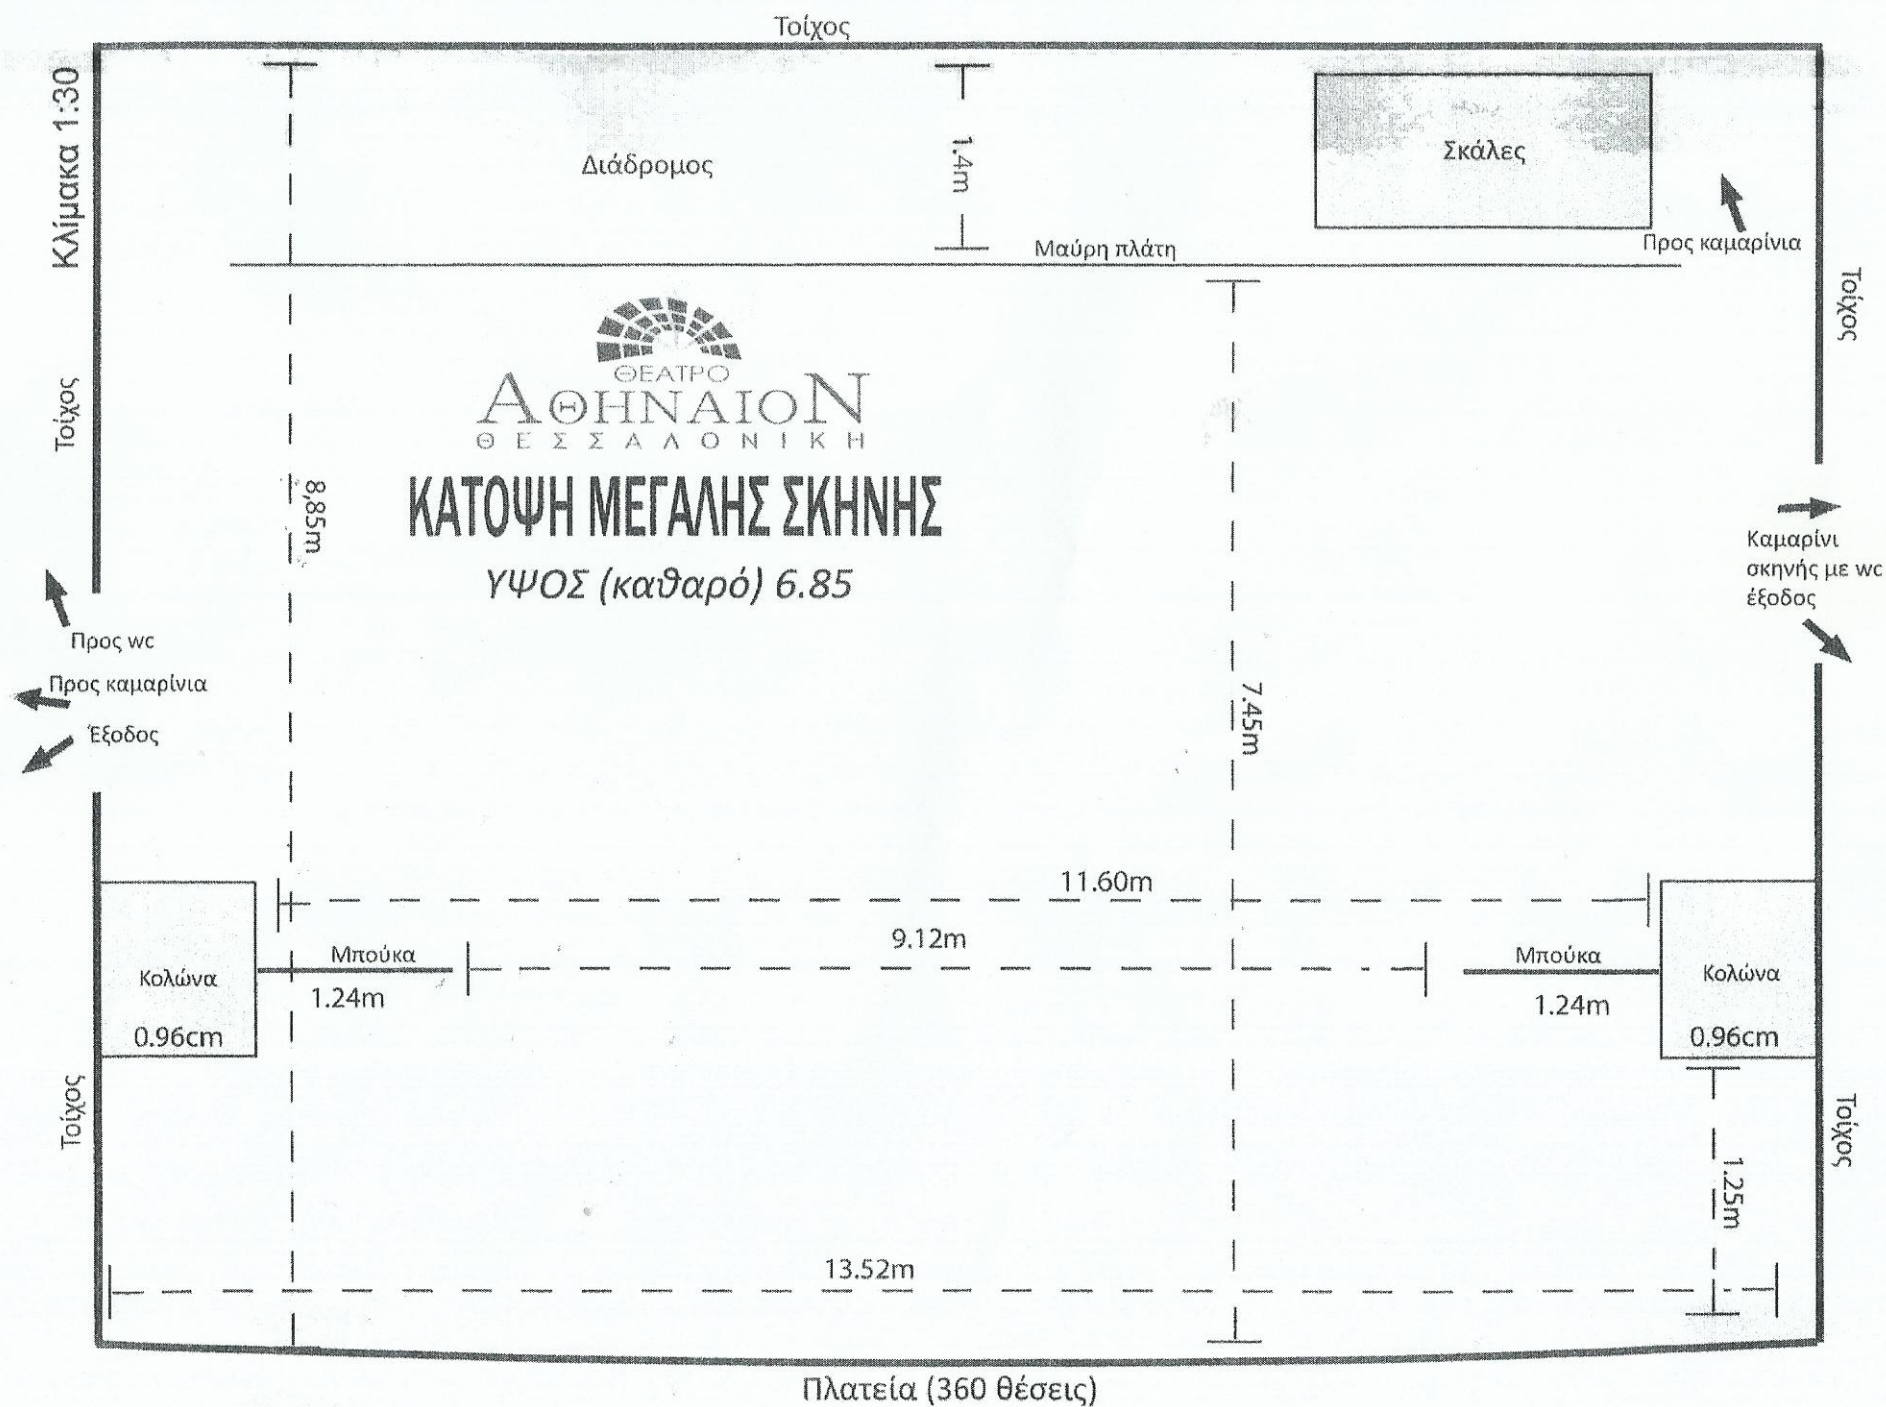 Τοίχος
Κλίμακα 1:30
Διάδρομος
1.4m
Σκάλες
Προς καμαρίνια
Μαύρη πλάτη
Τοίχος
Τοίχος
ΘΕΑΤΡΟ
ΑΘΗΝΑΙΟΝ
ΘΕΣΣΑΛΟΝΙΚΗ
8,85m
ΚΑΤΟΨΗ ΜΕΓΑΛΗΣ ΣΚΗΝΗΣ
ΥΨΟΣ (καθαρό) 6.85
Καμαρίνι
σκηνής με wc
έξοδος
Προς wc
Προς καμαρίνια
Έξοδος
7.45m
11.60m
9.12m
Μπούκα
1.24m
Μπούκα
1.24m
Κολώνα
0.96cm
Κολώνα
0.96cm
Τοίχος
Τοίχος
1.25m
13.52m
Πλατεία (360 θέσεις)